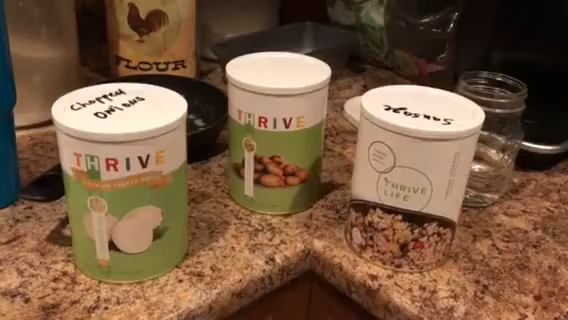 FLOUR
Chopped
Onions
THRIVE
THRIVE
Sausage
THRIVE
LIFE